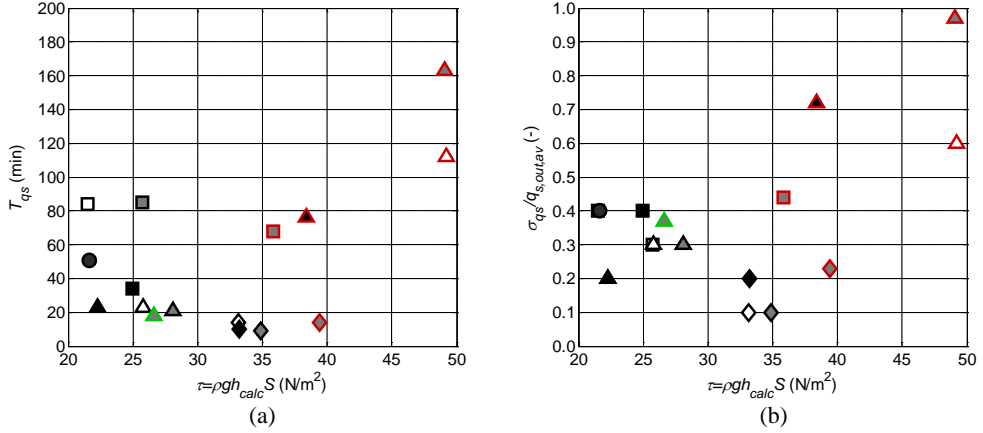 200
180
160
140
120
100
80
60
40
20
0
T_qs (min)
20 25 30 35 40 45 50
τ=ρgh_calcS (N/m²)
(a)
1.0
0.9
0.8
0.7
0.6
0.5
0.4
0.3
0.2
0.1
0.0
σ_qs/q_s,out,av (-)
20 25 30 35 40 45 50
τ=ρgh_calcS (N/m²)
(b)